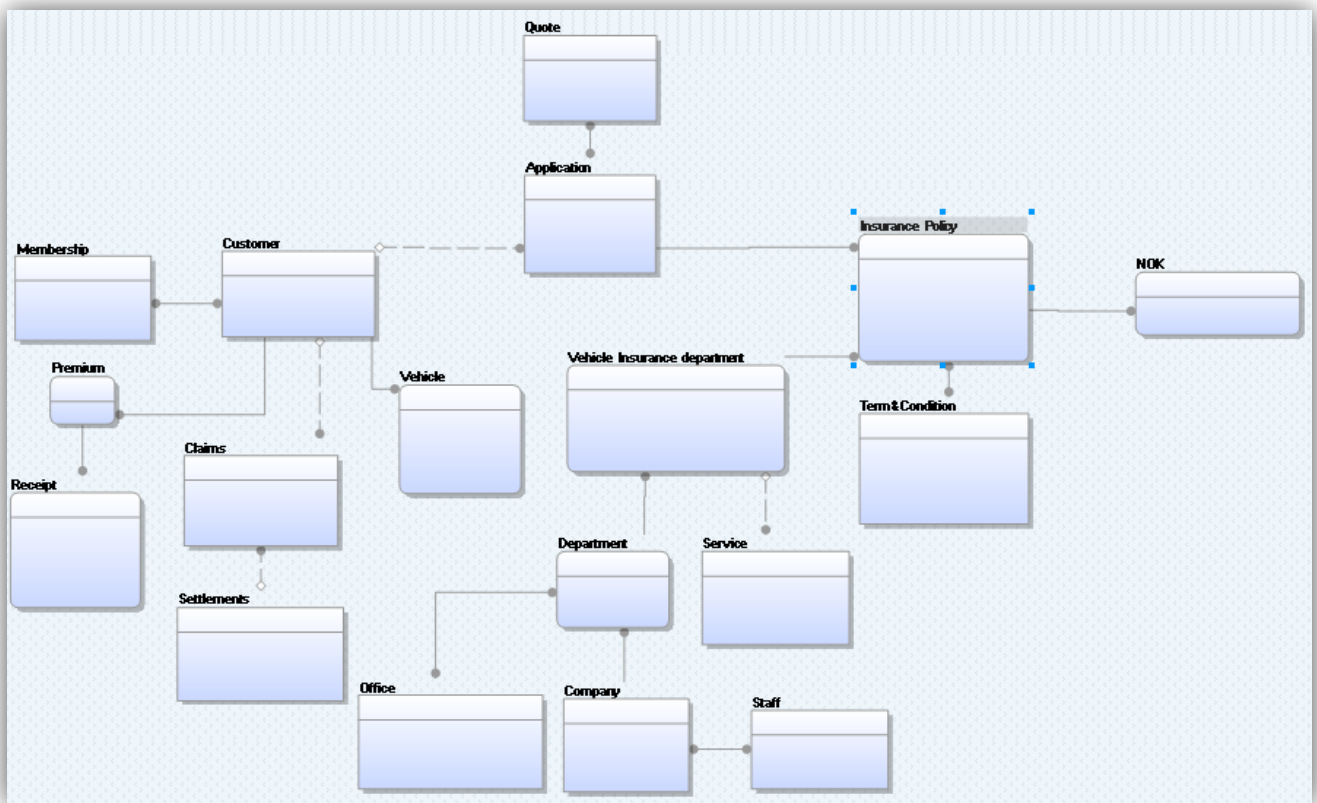 Quote
Application
Insurance Policy
Membership
Customer
NOK
Premium
Vehicle
Vehicle Insurance department
Term&Condition
Claims
Receipt
Department
Service
Settlements
Office
Company
Staff